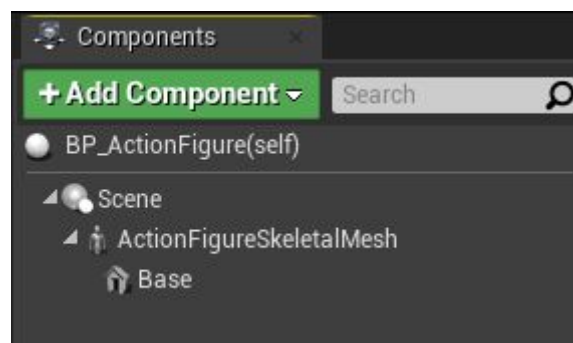 Components
+ Add Component
Search
BP_ActionFigure(self)
Scene
ActionFigureSkeletalMesh
Base